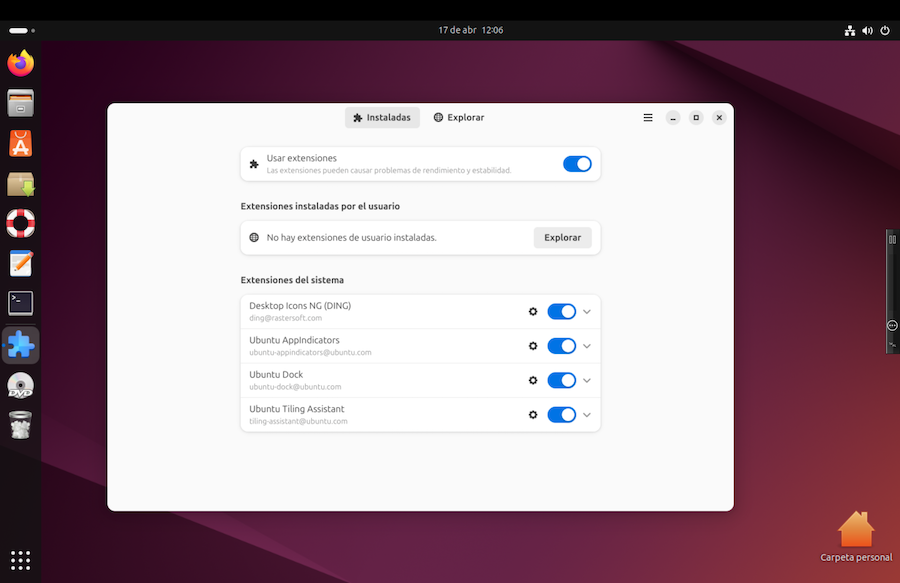 17 de abr 12:06
Instaladas
Explorar
Usar extensiones
Las extensiones pueden causar problemas de rendimiento y estabilidad.
Extensiones instaladas por el usuario
No hay extensiones de usuario instaladas.
Explorar
Extensiones del sistema
Desktop Icons NG (DING)
ding@rastersoft.com
Ubuntu AppIndicators
ubuntu-appindicators@ubuntu.com
Ubuntu Dock
ubuntu-dock@ubuntu.com
Ubuntu Tiling Assistant
tiling-assistant@ubuntu.com
DVD
Carpeta personal